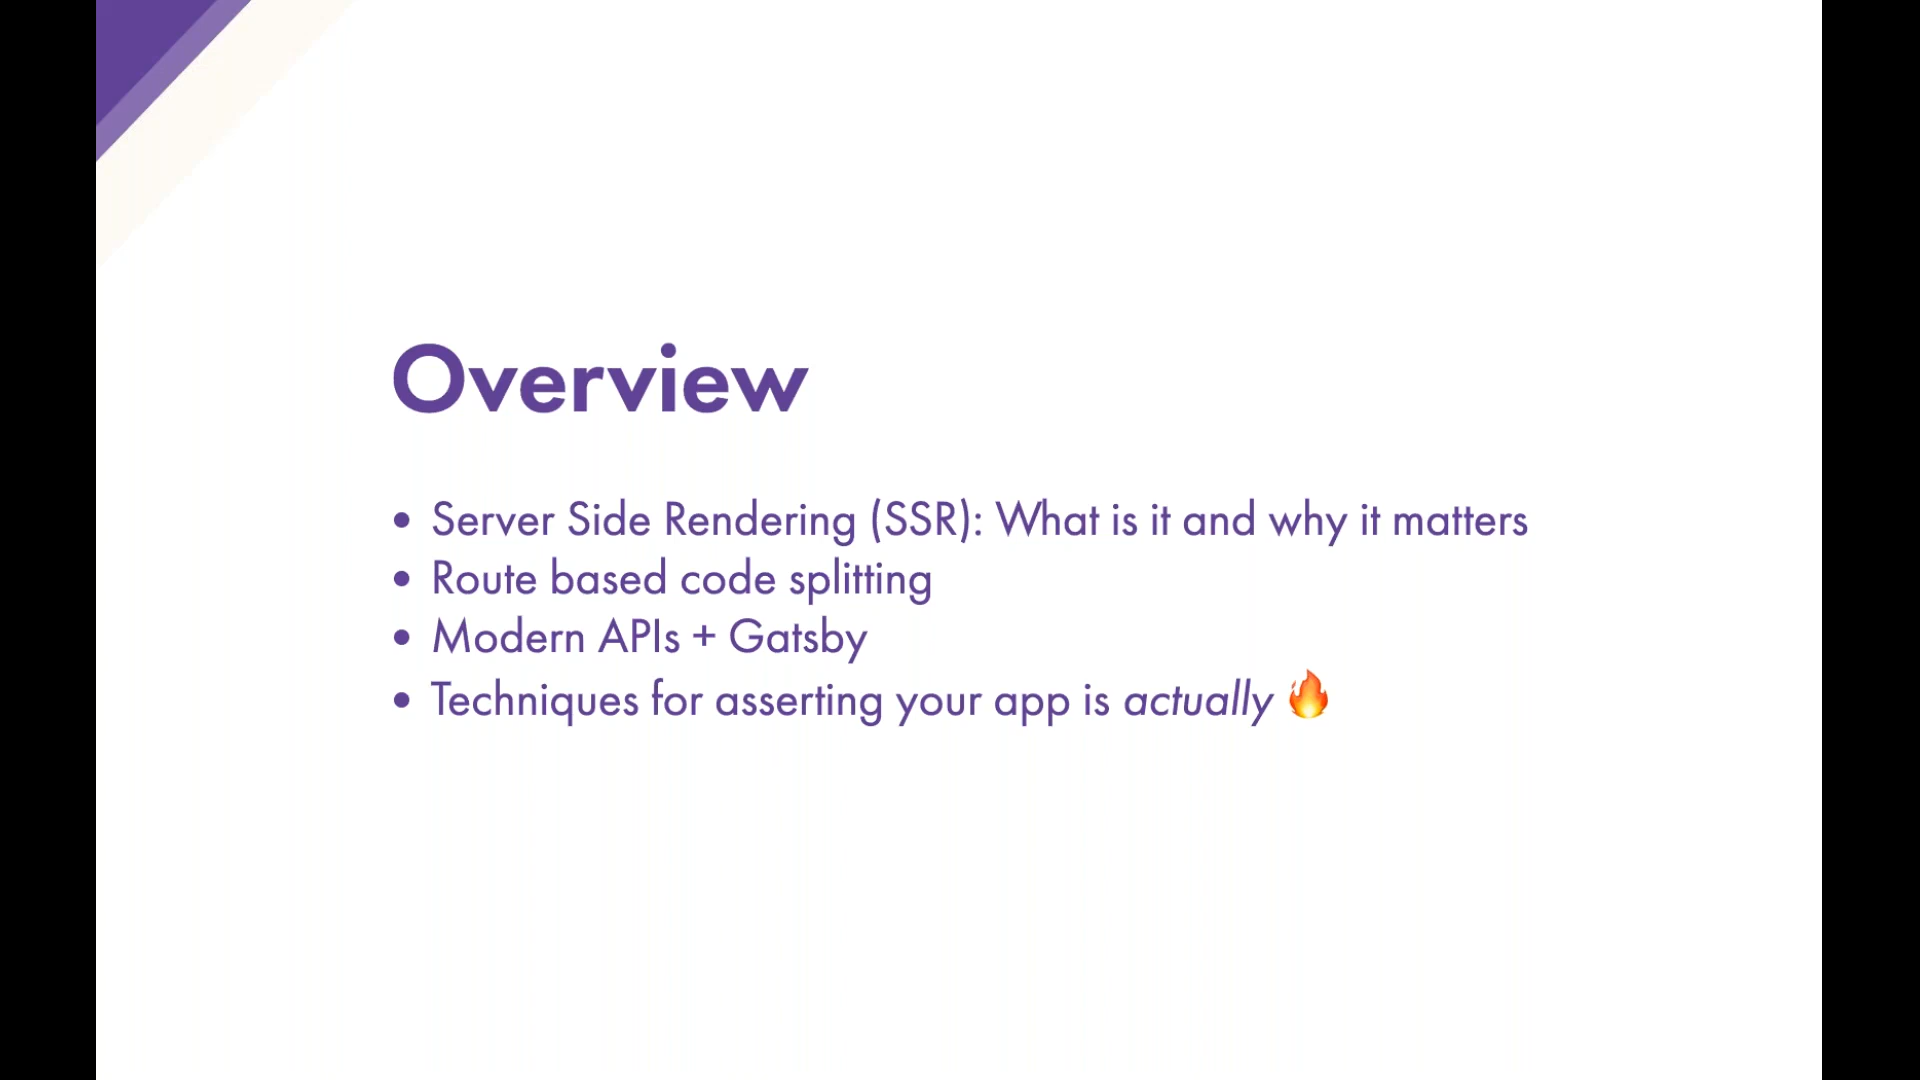 Overview
• Server Side Rendering (SSR): What is it and why it matters
• Route based code splitting
• Modern APIs + Gatsby
• Techniques for asserting your app is actually 🔥